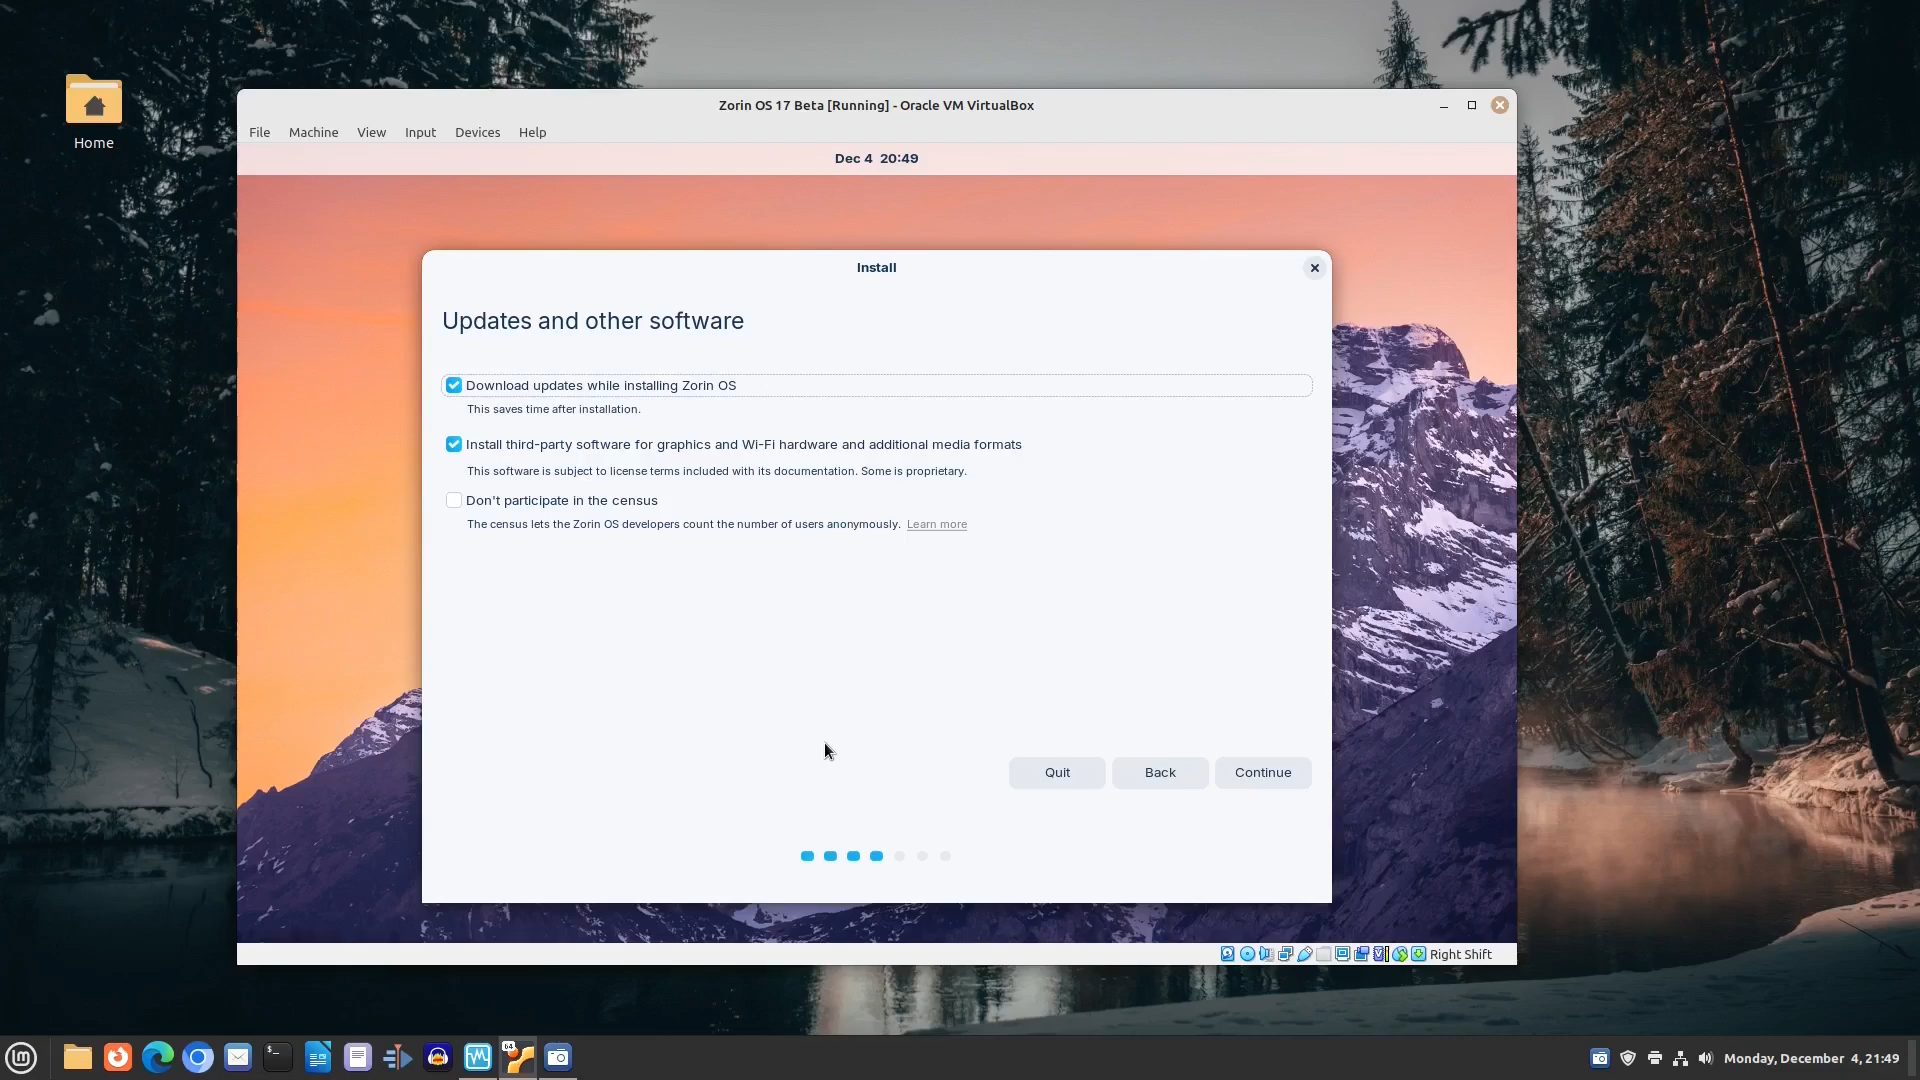 Home
Zorin OS 17 Beta [Running] - Oracle VM VirtualBox
File Machine View Input Devices Help
Dec 4 20:49
Install
Updates and other software
Download updates while installing Zorin OS
This saves time after installation.
Install third-party software for graphics and Wi-Fi hardware and additional media formats
This software is subject to license terms included with its documentation. Some is proprietary.
Don't participate in the census
The census lets the Zorin OS developers count the number of users anonymously. Learn more
Quit Back Continue
Right Shift
64
Monday, December 4, 21:49